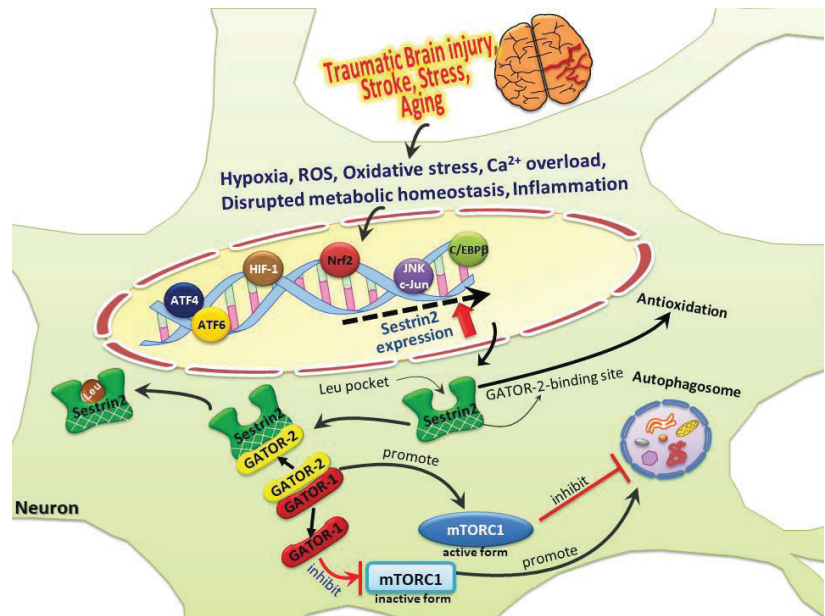 Traumatic Brain injury,
Stroke, Stress,
Aging
Hypoxia, ROS, Oxidative stress, Ca²⁺ overload,
Disrupted metabolic homeostasis, Inflammation
C/EBPβ
Nrf2
HIF-1
JNK
c-Jun
ATF4
ATF6
Sestrin2
expression
Antioxidation
Leu pocket
GATOR-2-binding site
Autophagosome
Leu
Sestrin2
Sestrin2
GATOR-2
Sestrin2
GATOR-2
GATOR-1
promote
inhibit
Neuron
GATOR-1
mTORC1
active form
inhibit
mTORC1
inactive form
promote